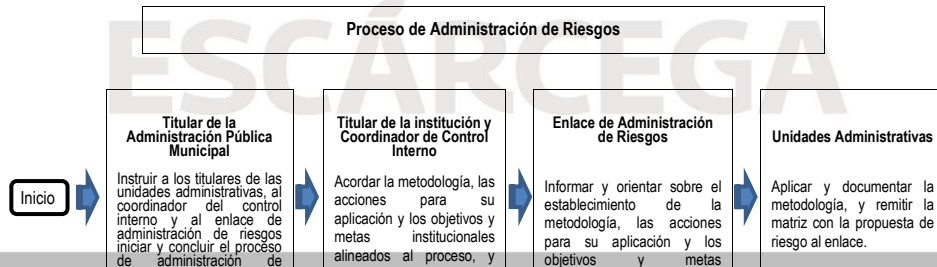 ESCÁRCEGA
Proceso de Administración de Riesgos
Inicio
Titular de la
Administración Pública
Municipal
Instruir a los titulares de las
unidades administrativas, al
coordinador del control
interno y al enlace de
administración de riesgos
iniciar y concluir el proceso
de administración de
Titular de la institución y
Coordinador de Control
Interno
Acordar la metodología, las
acciones para su
aplicación y los objetivos y
metas institucionales
alineados al proceso, y
Enlace de Administración
de Riesgos
Informar y orientar sobre el
establecimiento de la
metodología, las acciones
para su aplicación y los
objetivos y metas
Unidades Administrativas
Aplicar y documentar la
metodología, y remitir la
matriz con la propuesta de
riesgo al enlace.